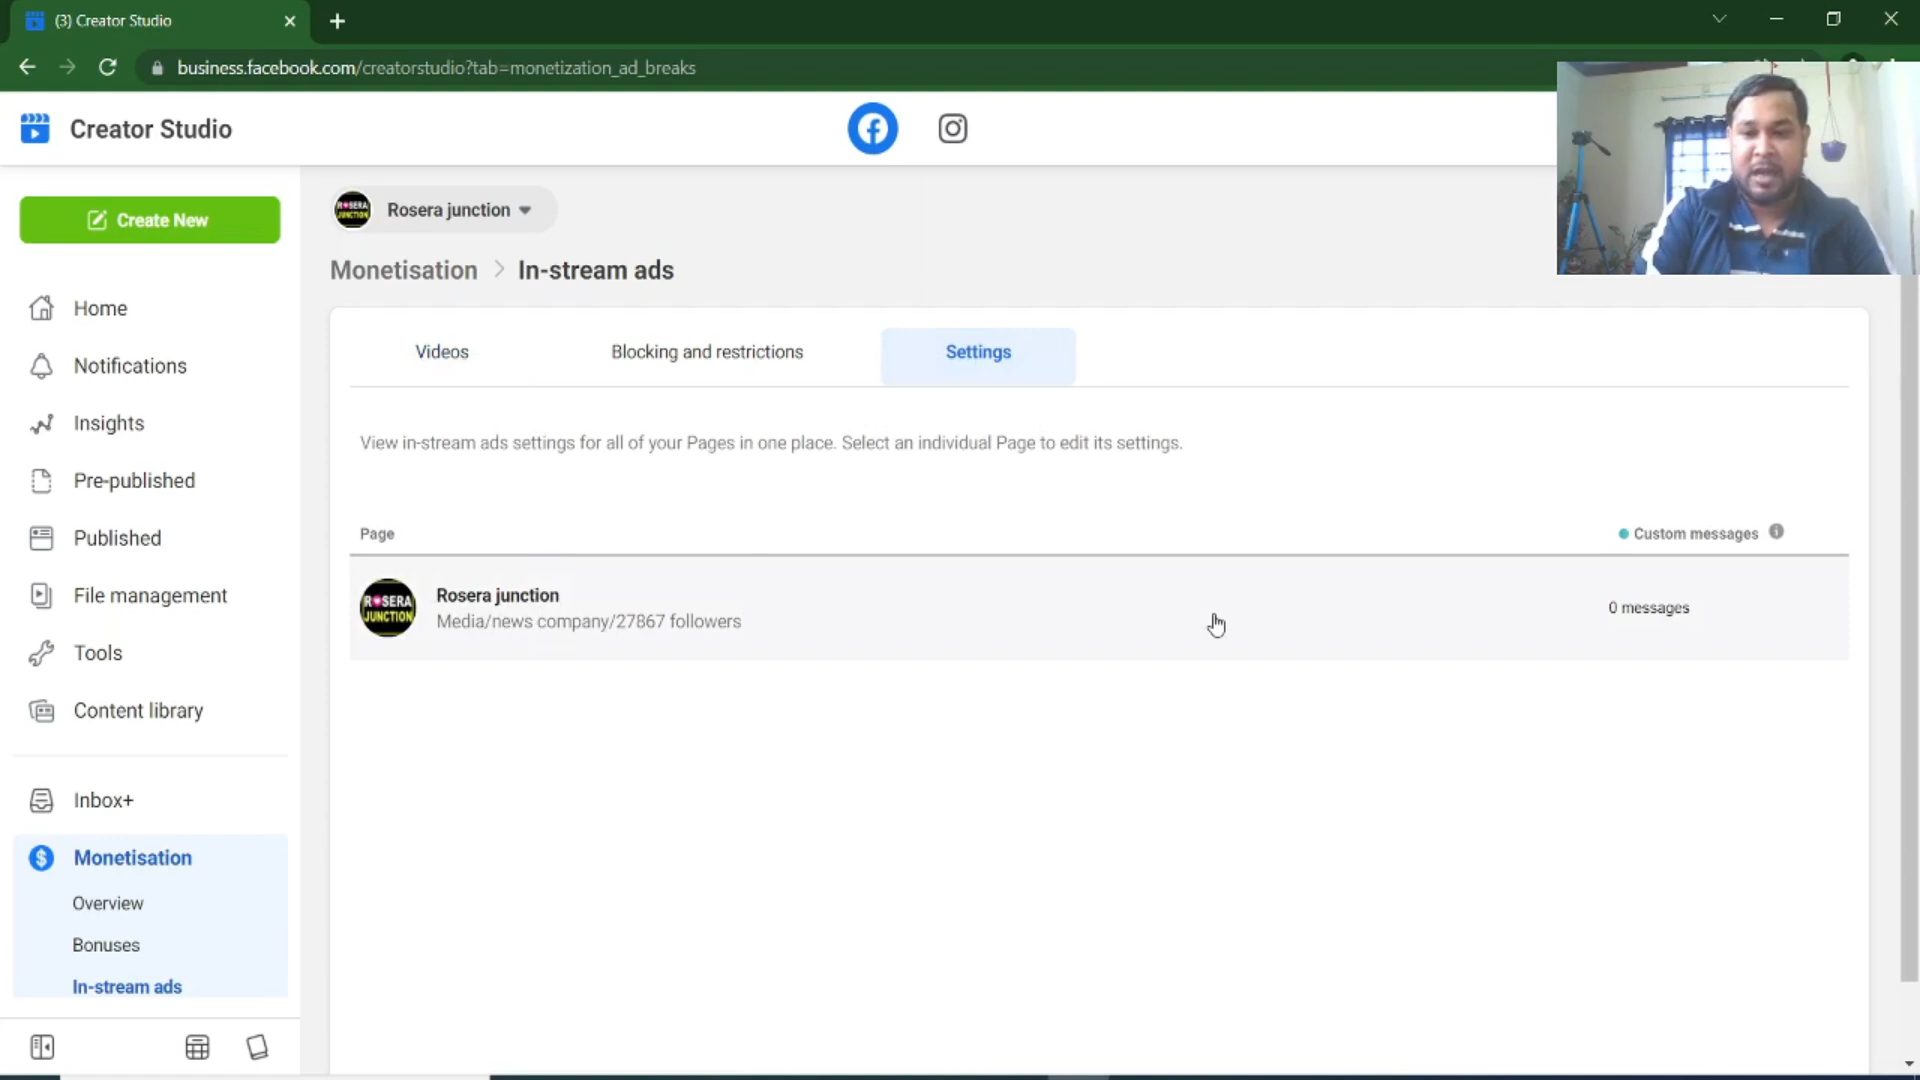 (3) Creator Studio
business.facebook.com/creatorstudio?tab=monetization_ad_breaks
Creator Studio
Create New
Rosera junction
Monetisation > In-stream ads
Home
Notifications
Insights
Pre-published
Published
File management
Tools
Content library
Inbox+
Monetisation
Overview
Bonuses
In-stream ads
Videos
Blocking and restrictions
Settings
View in-stream ads settings for all of your Pages in one place. Select an individual Page to edit its settings.
Page
Custom messages
ROSERA
JUNCTION
Rosera junction
Media/news company/27867 followers
0 messages